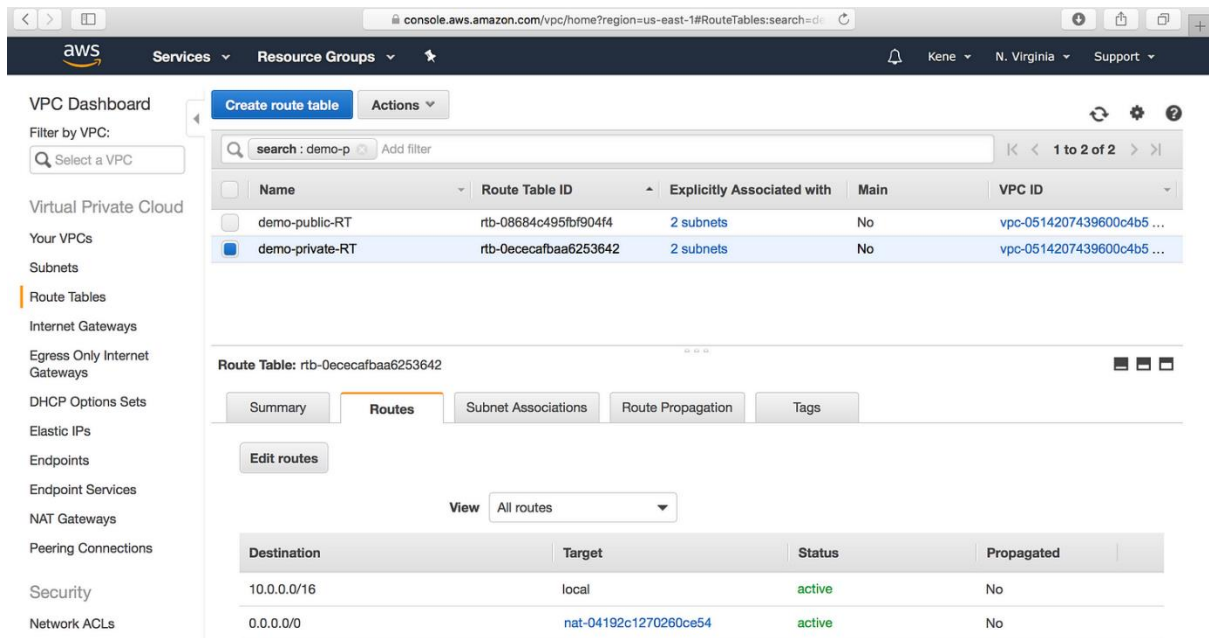 console.aws.amazon.com/vpc/home?region=us-east-1#RouteTables:search=de
aws Services Resource Groups Kene N. Virginia Support
VPC Dashboard
Filter by VPC:
Select a VPC
Virtual Private Cloud
Your VPCs
Subnets
Route Tables
Internet Gateways
Egress Only Internet
Gateways
DHCP Options Sets
Elastic IPs
Endpoints
Endpoint Services
NAT Gateways
Peering Connections
Security
Network ACLs
Create route table Actions
search : demo-p Add filter 1 to 2 of 2
Name Route Table ID Explicitly Associated with Main VPC ID
demo-public-RT rtb-08684c495fbf904f4 2 subnets No vpc-0514207439600c4b5 ...
demo-private-RT rtb-0ececafbaa6253642 2 subnets No vpc-0514207439600c4b5 ...
Route Table: rtb-0ececafbaa6253642
Summary Routes Subnet Associations Route Propagation Tags
Edit routes
View All routes
Destination Target Status Propagated
10.0.0.0/16 local active No
0.0.0.0/0 nat-04192c1270260ce54 active No